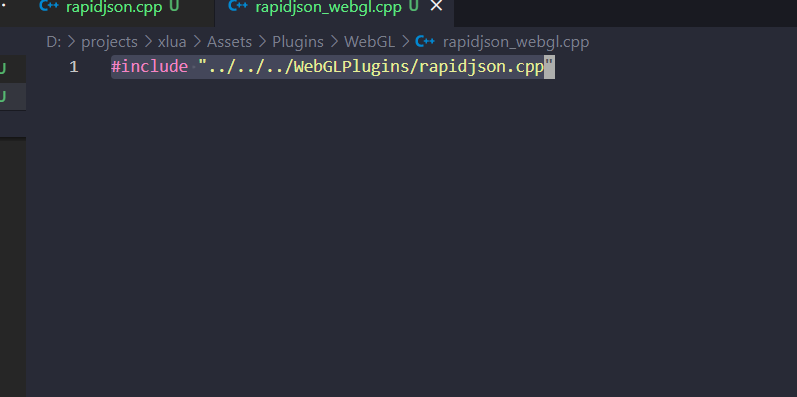 rapidjson.cpp U rapidjson_webgl.cpp U
D: > projects > xlua > Assets > Plugins > WebGL > rapidjson_webgl.cpp
U 1 #include "../../../WebGLPlugins/rapidjson.cpp"
U